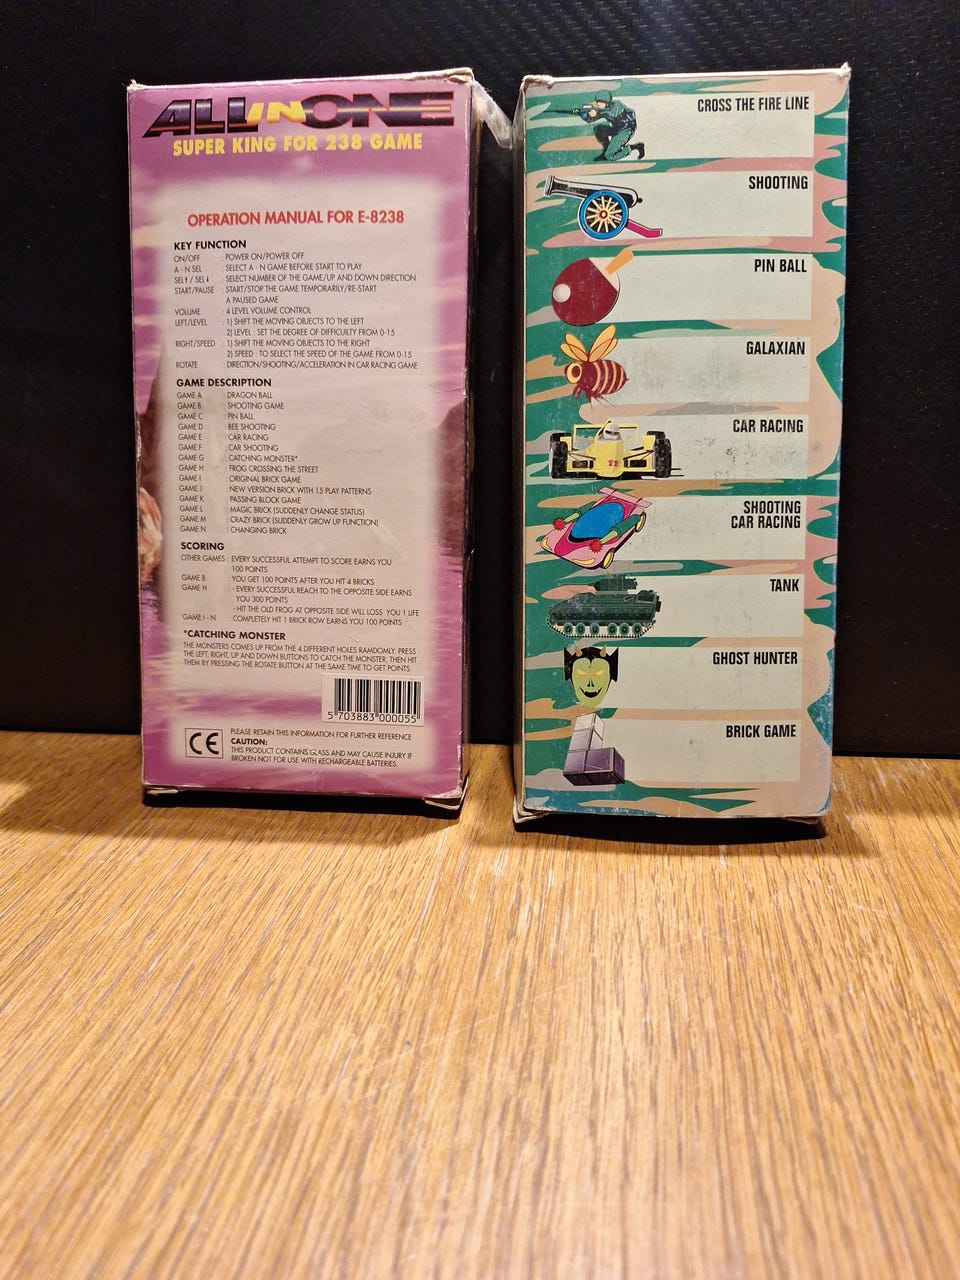 ALL IN ONE
SUPER KING FOR 238 GAME
OPERATION MANUAL FOR E-8238
KEY FUNCTION
ON/OFF : POWER ON/POWER OFF
A - N SEL : SELECT A - N GAME BEFORE START TO PLAY
SEL↑ / SEL↓ : SELECT NUMBER OF THE GAME/UP AND DOWN DIRECTION
START/PAUSE : START/STOP THE GAME TEMPORARILY/RE-START
A PAUSED GAME
VOLUME : 4 LEVEL VOLUME CONTROL
LEFT/LEVEL : 1) SHIFT THE MOVING OBJECTS TO THE LEFT
2) LEVEL : SET THE DEGREE OF DIFFICULTY FROM 0-15
RIGHT/SPEED : 1) SHIFT THE MOVING OBJECTS TO THE RIGHT
2) SPEED : TO SELECT THE SPEED OF THE GAME FROM 0-15
ROTATE : DIRECTION/SHOOTING/ACCELERATION IN CAR RACING GAME
GAME DESCRIPTION
GAME A : DRAGON BALL
GAME B : SHOOTING GAME
GAME C : PIN BALL
GAME D : BEE SHOOTING
GAME E : CAR RACING
GAME F : CAR SHOOTING
GAME G : CATCHING MONSTER*
GAME H : FROG CROSSING THE STREET
GAME I : ORIGINAL BRICK GAME
GAME J : NEW VERSION BRICK WITH 15 PLAY PATTERNS
GAME K : PASSING BLOCK GAME
GAME L : MAGIC BRICK (SUDDENLY CHANGE STATUS)
GAME M : CRAZY BRICK (SUDDENLY GROW UP FUNCTION)
GAME N : CHANGING BRICK
SCORING
OTHER GAMES : EVERY SUCCESSFUL ATTEMPT TO SCORE EARNS YOU
100 POINTS
GAME B : YOU GET 100 POINTS AFTER YOU HIT 4 BRICKS
GAME H : - EVERY SUCCESSFUL REACH TO THE OPPOSITE SIDE EARNS
YOU 300 POINTS
- HIT THE OLD FROG AT OPPOSITE SIDE WILL LOSS YOU 1 LIFE
GAME I - N : COMPLETELY HIT 1 BRICK ROW EARNS YOU 100 POINTS
*CATCHING MONSTER
THE MONSTERS COMES UP FROM THE 4 DIFFERENT HOLES RAMDOMLY. PRESS
THE LEFT, RIGHT, UP AND DOWN BUTTONS TO CATCH THE MONSTER, THEN HIT
THEM BY PRESSING THE ROTATE BUTTON AT THE SAME TIME TO GET POINTS.
5 703883 000055
CE
PLEASE RETAIN THIS INFORMATION FOR FURTHER REFERENCE
CAUTION:
THIS PRODUCT CONTAINS GLASS AND MAY CAUSE INJURY IF
BROKEN NOT FOR USE WITH RECHARGEABLE BATTERIES.
CROSS THE FIRE LINE
SHOOTING
PIN BALL
GALAXIAN
CAR RACING
11
SHOOTING
CAR RACING
TANK
GHOST HUNTER
BRICK GAME